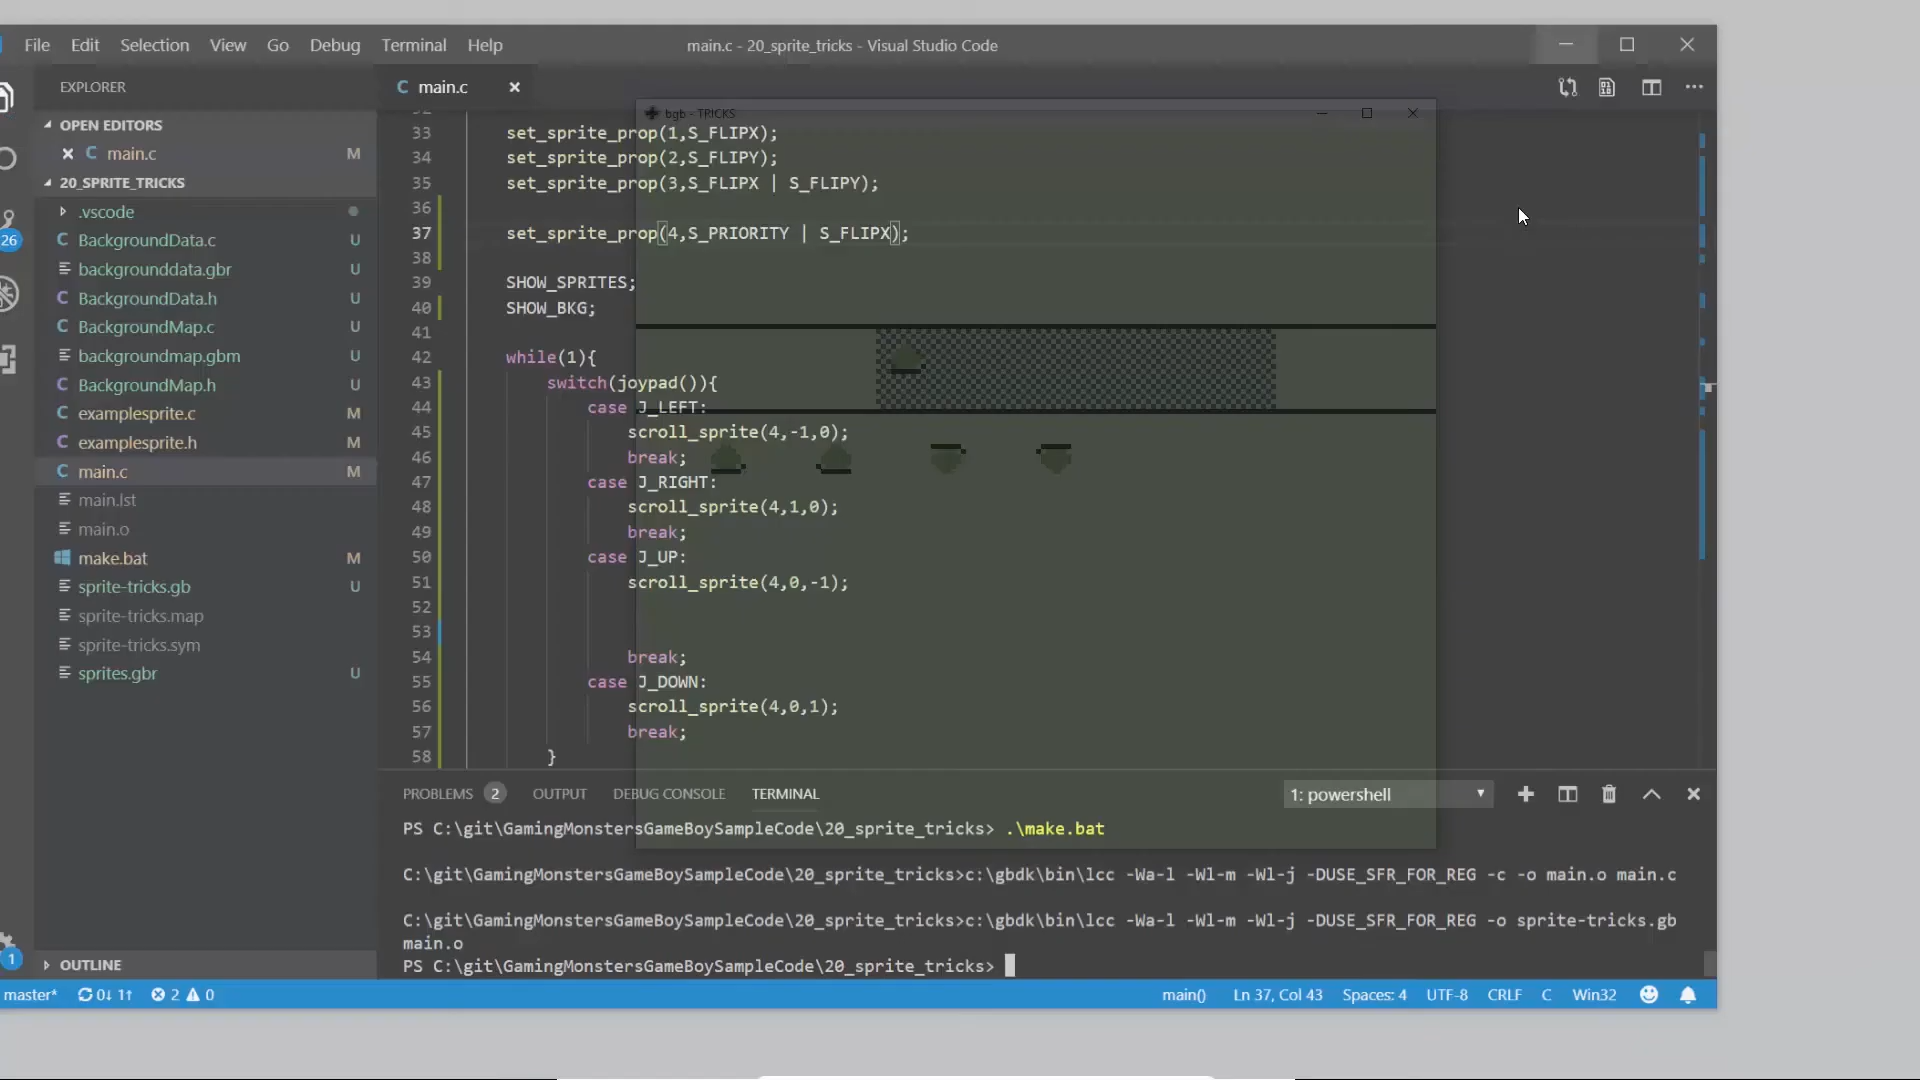 File Edit Selection View Go Debug Terminal Help
main.c - 20_sprite_tricks - Visual Studio Code
EXPLORER
OPEN EDITORS
main.c M
20_SPRITE_TRICKS
.vscode
BackgroundData.c U
backgrounddata.gbr U
BackgroundData.h U
BackgroundMap.c U
backgroundmap.gbm U
BackgroundMap.h U
examplesprite.c M
examplesprite.h M
main.c M
main.lst
main.o
make.bat M
sprite-tricks.gb U
sprite-tricks.map
sprite-tricks.sym
sprites.gbr U
OUTLINE
26
1
main.c
bgb - TRICKS
33 set_sprite_prop(1,S_FLIPX);
34 set_sprite_prop(2,S_FLIPY);
35 set_sprite_prop(3,S_FLIPX | S_FLIPY);
36
37 set_sprite_prop(4,S_PRIORITY | S_FLIPX);
38
39 SHOW_SPRITES;
40 SHOW_BKG;
41
42 while(1){
43 switch(joypad()){
44 case J_LEFT:
45 scroll_sprite(4,-1,0);
46 break;
47 case J_RIGHT:
48 scroll_sprite(4,1,0);
49 break;
50 case J_UP:
51 scroll_sprite(4,0,-1);
52
53
54 break;
55 case J_DOWN:
56 scroll_sprite(4,0,1);
57 break;
58 }
PROBLEMS 2 OUTPUT DEBUG CONSOLE TERMINAL 1: powershell
PS C:\git\GamingMonstersGameBoySampleCode\20_sprite_tricks> .\make.bat
C:\git\GamingMonstersGameBoySampleCode\20_sprite_tricks>c:\gbdk\bin\lcc -Wa-l -Wl-m -Wl-j -DUSE_SFR_FOR_REG -c -o main.o main.c
C:\git\GamingMonstersGameBoySampleCode\20_sprite_tricks>c:\gbdk\bin\lcc -Wa-l -Wl-m -Wl-j -DUSE_SFR_FOR_REG -o sprite-tricks.gb
main.o
PS C:\git\GamingMonstersGameBoySampleCode\20_sprite_tricks>
master* 0↓ 1↑ 2 0 main() Ln 37, Col 43 Spaces: 4 UTF-8 CRLF C Win32